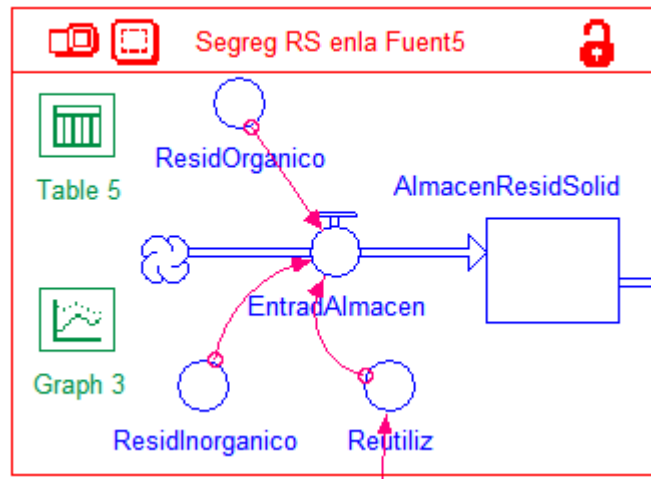 Segreg RS enla Fuent5
ResidOrganico
Table 5
AlmacenResidSolid
EntradAlmacen
Graph 3
ResidInorganico
Reutiliz